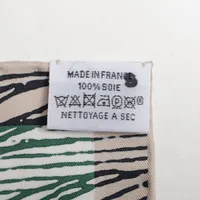 MADE IN FRANCE
100% SOIE
NETTOYAGE A SEC